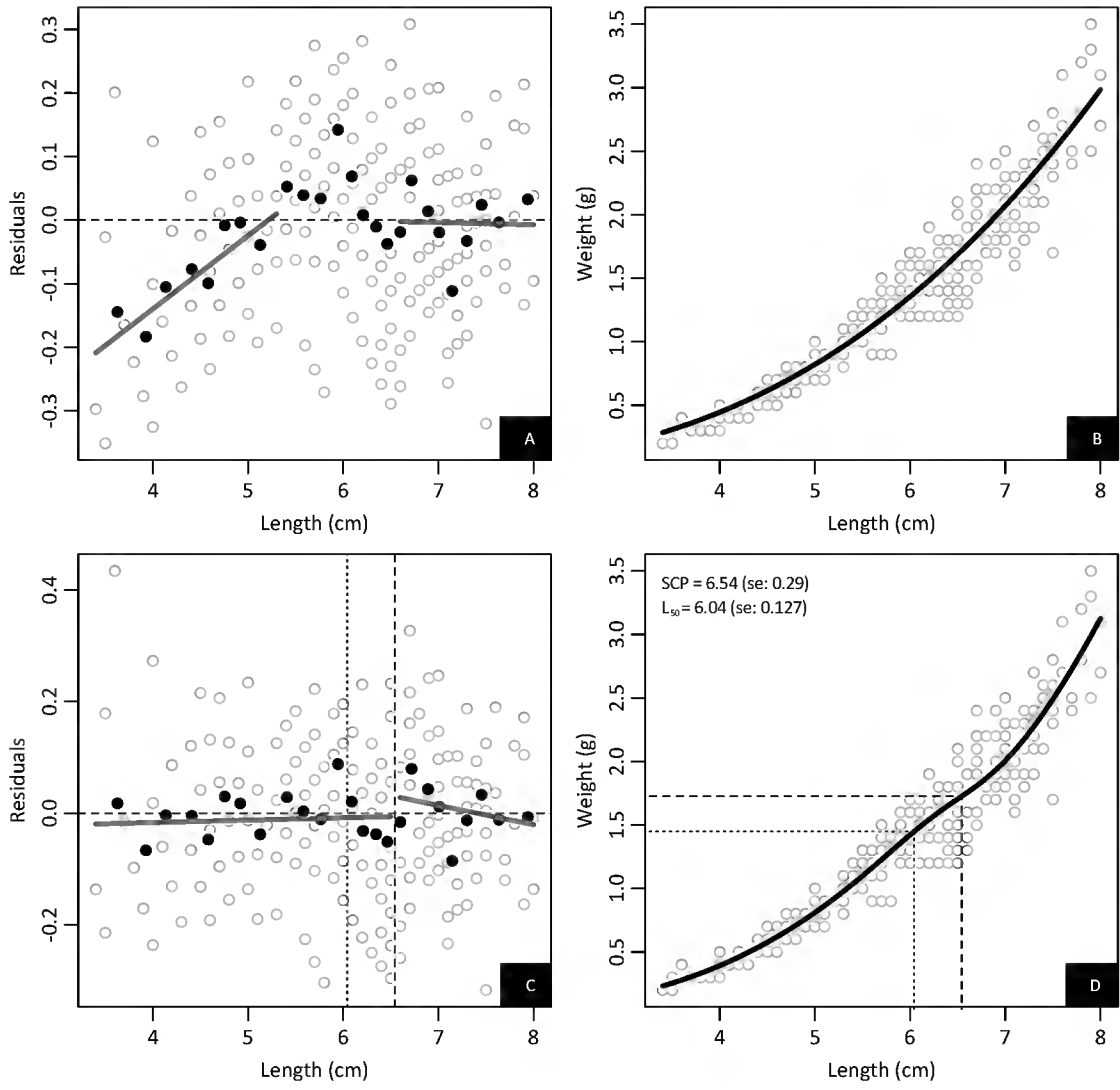 0.3
0.2
0.1
0.0
-0.1
-0.2
-0.3
Residuals
4 5 6 7 8
Length (cm)
A
3.5
3.0
2.5
2.0
1.5
1.0
0.5
Weight (g)
4 5 6 7 8
Length (cm)
B
0.4
0.2
0.0
-0.2
Residuals
4 5 6 7 8
Length (cm)
C
SCP = 6.54 (se: 0.29)
L₅₀ = 6.04 (se: 0.127)
3.5
3.0
2.5
2.0
1.5
1.0
0.5
Weight (g)
4 5 6 7 8
Length (cm)
D